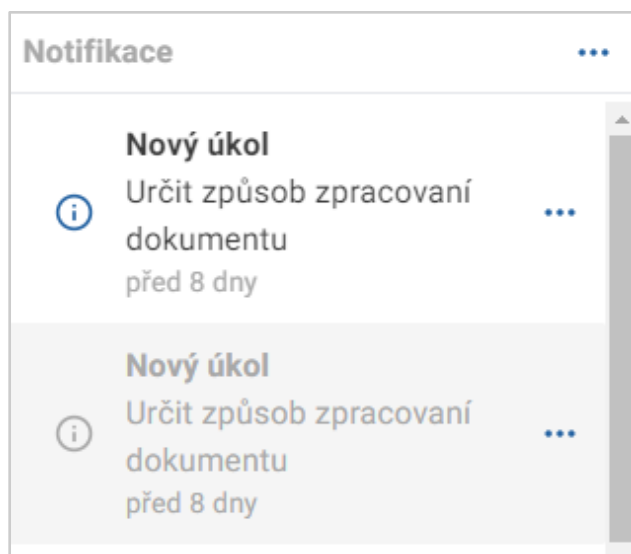 Notifikace
Nový úkol
Určit způsob zpracovaní
dokumentu
před 8 dny
Nový úkol
Určit způsob zpracovaní
dokumentu
před 8 dny